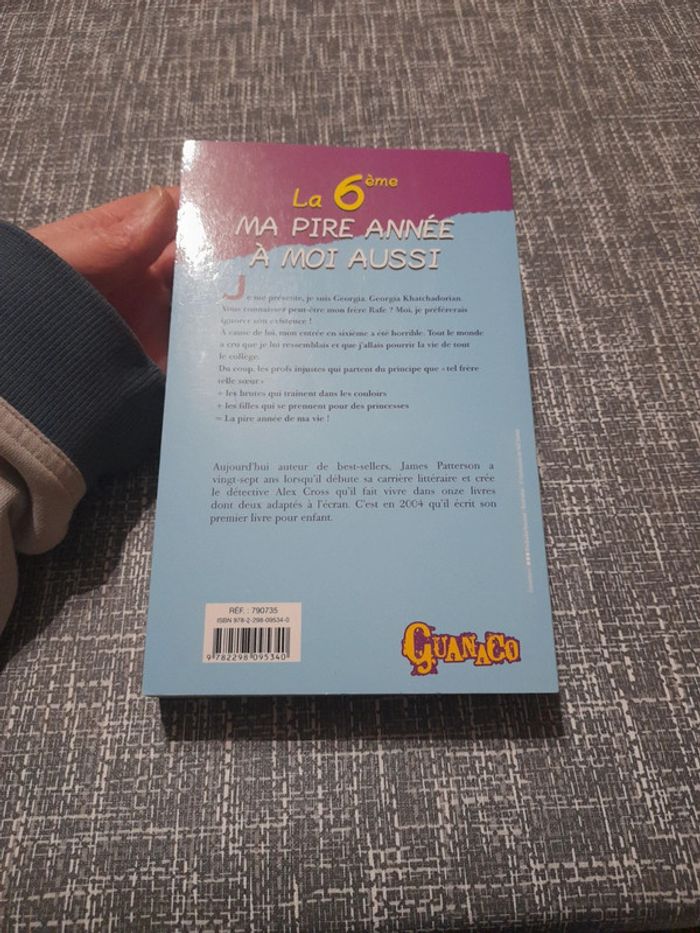 La 6ème
MA PIRE ANNÉE
À MOI AUSSI
Je me présente, je suis Georgia. Georgia Khatchadorian.
Vous connaissez peut-être mon frère Rafe ? Moi, je préférerais
ignorer son existence !
À cause de lui, mon entrée en sixième a été horrible. Tout le monde
a cru que je lui ressemblais et que j'allais pourrir la vie de tout
le collège.
Du coup, les profs injustes qui partent du principe que « tel frère
telle sœur »
+ les brutes qui traînent dans les couloirs
+ les filles qui se prennent pour des princesses
= La pire année de ma vie !
Aujourd'hui auteur de best-sellers, James Patterson a
vingt-sept ans lorsqu'il débute sa carrière littéraire et crée
le détective Alex Cross qu'il fait vivre dans onze livres
dont deux adaptés à l'écran. C'est en 2004 qu'il écrit son
premier livre pour enfant.
RÉF. : 790735
ISBN 978-2-298-09534-0
9 782298 095340
GUANACO